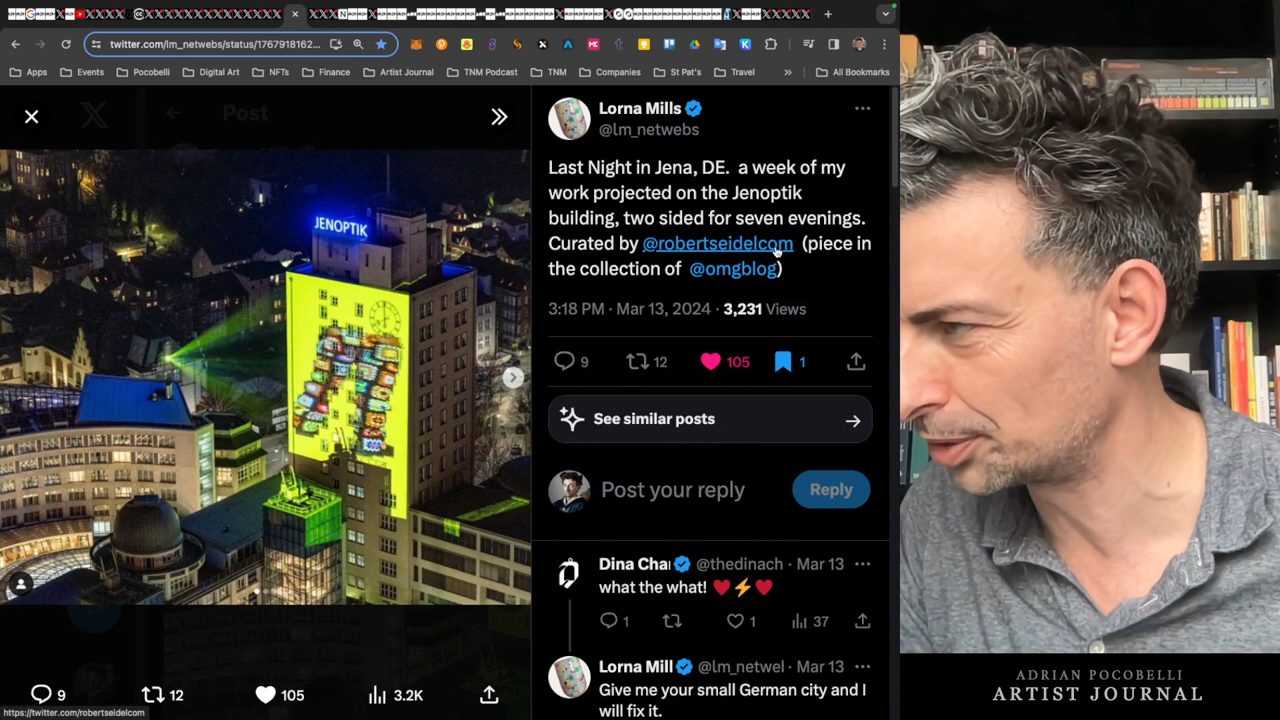 twitter.com/lm_netwebs/status/1767918162...
Apps
Events
Pocobelli
Digital Art
NFTs
Finance
Artist Journal
TNM Podcast
TNM
Companies
St Pat's
Travel
»
All Bookmarks
Post
JENOPTIK
Lorna Mills
@lm_netwebs
Last Night in Jena, DE. a week of my
work projected on the Jenoptik
building, two sided for seven evenings.
Curated by @robertseidelcom (piece in
the collection of @omgblog)
3:18 PM · Mar 13, 2024 · 3,231 Views
9 12 105 1
See similar posts
Post your reply
Reply
Dina Cha @thedinach · Mar 13
what the what! ♥️⚡♥️
1 1 37
Lorna Mill @lm_netwel · Mar 13
Give me your small German city and I
will fix it.
9 12 105 3.2K
https://twitter.com/robertseidelcom
ADRIAN POCOBELLI
ARTIST JOURNAL